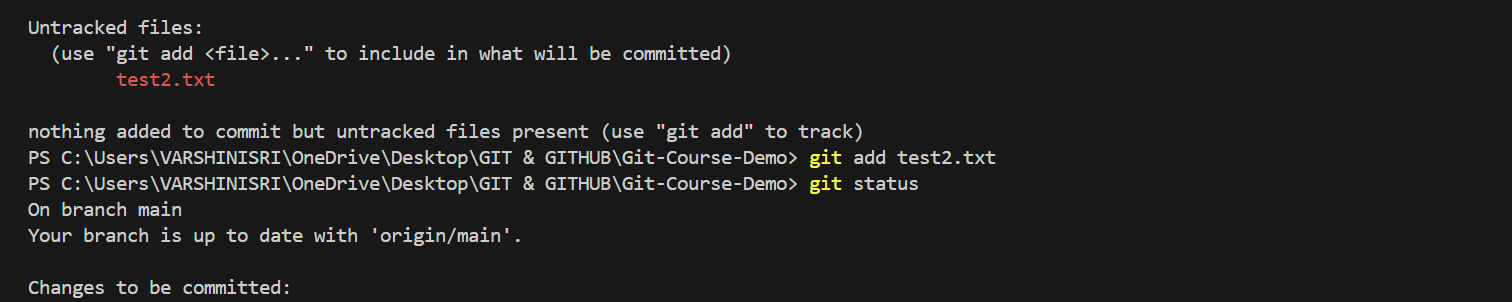 Untracked files:
(use "git add <file>..." to include in what will be committed)
test2.txt
nothing added to commit but untracked files present (use "git add" to track)
PS C:\Users\VARSHINISRI\OneDrive\Desktop\GIT & GITHUB\Git-Course-Demo> git add test2.txt
PS C:\Users\VARSHINISRI\OneDrive\Desktop\GIT & GITHUB\Git-Course-Demo> git status
On branch main
Your branch is up to date with 'origin/main'.
Changes to be committed: